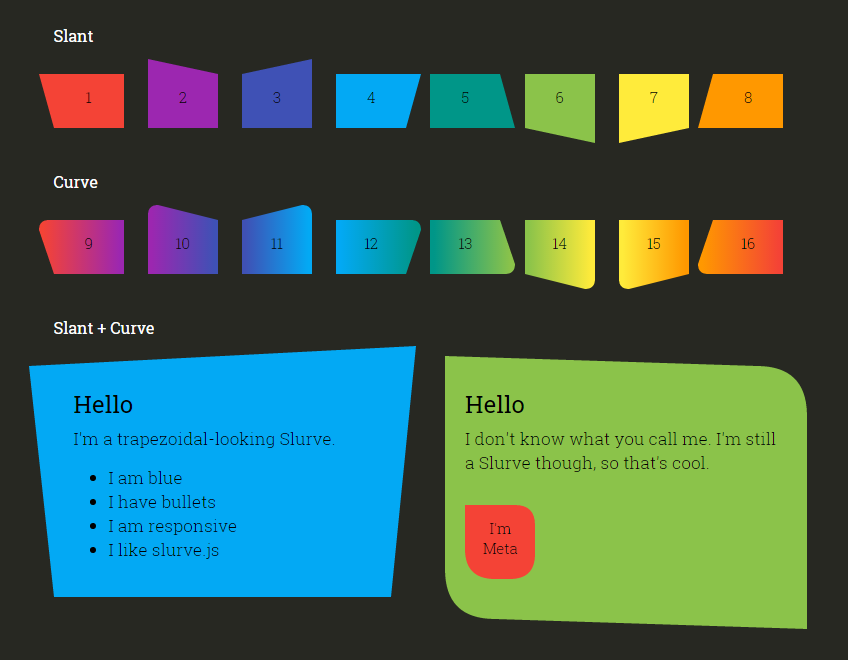 Slant
1 2 3 4 5 6 7 8
Curve
9 10 11 12 13 14 15 16
Slant + Curve
Hello
I'm a trapezoidal-looking Slurve.
• I am blue
• I have bullets
• I am responsive
• I like slurve.js
Hello
I don't know what you call me. I'm still
a Slurve though, so that's cool.
I'm
Meta